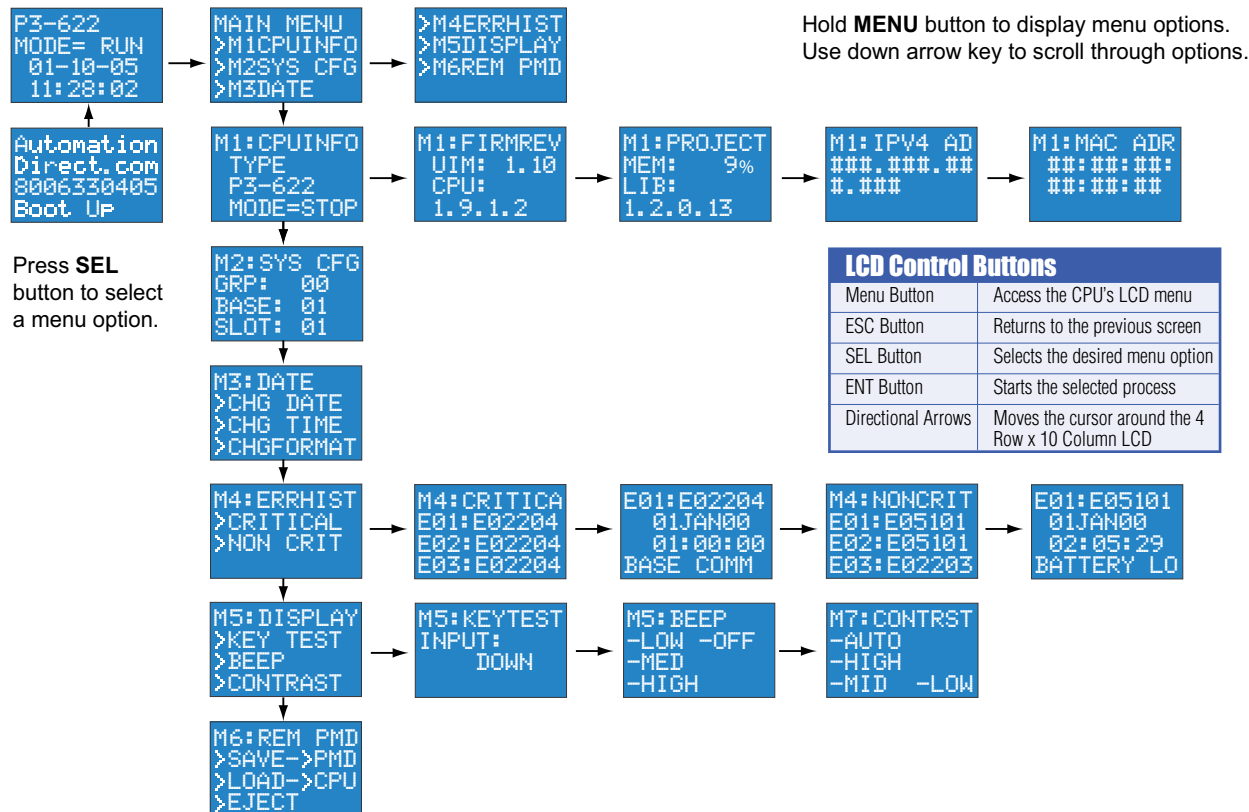 P3-622
MODE= RUN
01-10-05
11:28:02
MAIN MENU
>M1CPUINFO
>M2SYS CFG
>M3DATE
>M4ERRHIST
>M5DISPLAY
>M6REM PMD
Hold MENU button to display menu options.
Use down arrow key to scroll through options.
Automation
Direct.com
8006330405
Boot Up
M1:CPUINFO
TYPE
P3-622
MODE=STOP
M1:FIRMREV
UIM: 1.10
CPU:
1.9.1.2
M1:PROJECT
MEM: 9%
LIB:
1.2.0.13
M1:IPV4 AD
###.###.##
#.###
M1:MAC ADR
##:##:##:
##:##:##
Press SEL
button to select
a menu option.
M2:SYS CFG
GRP: 00
BASE: 01
SLOT: 01
LCD Control Buttons
Menu Button Access the CPU's LCD menu
ESC Button Returns to the previous screen
SEL Button Selects the desired menu option
ENT Button Starts the selected process
Directional Arrows Moves the cursor around the 4
Row x 10 Column LCD
M3:DATE
>CHG DATE
>CHG TIME
>CHGFORMAT
M4:ERRHIST
>CRITICAL
>NON CRIT
M4:CRITICA
E01:E02204
E02:E02204
E03:E02204
E01:E02204
01JAN00
01:00:00
BASE COMM
M4:NONCRIT
E01:E05101
E02:E05101
E03:E02203
E01:E05101
01JAN00
02:05:29
BATTERY LO
M5:DISPLAY
>KEY TEST
>BEEP
>CONTRAST
M5:KEYTEST
INPUT:
DOWN
M5:BEEP
-LOW -OFF
-MED
-HIGH
M7:CONTRST
-AUTO
-HIGH
-MID -LOW
M6:REM PMD
>SAVE->PMD
>LOAD->CPU
>EJECT